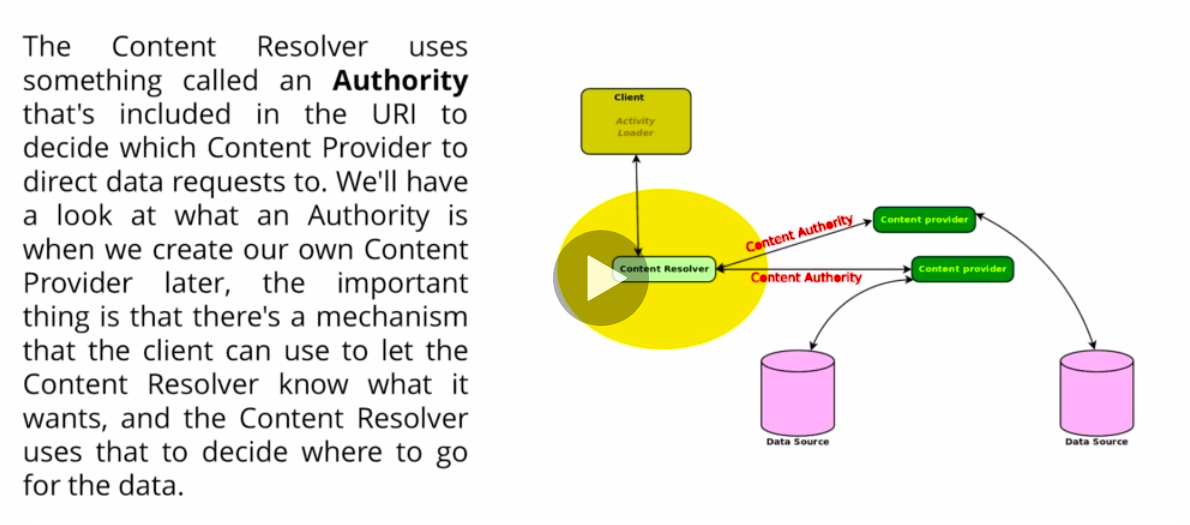 The Content Resolver uses
something called an Authority
that's included in the URI to
decide which Content Provider to
direct data requests to. We'll have
a look at what an Authority is
when we create our own Content
Provider later, the important
thing is that there's a mechanism
that the client can use to let the
Content Resolver know what it
wants, and the Content Resolver
uses that to decide where to go
for the data.
Client
Activity
Loader
Content Authority
Content provider
Content Resolver
Content Authority
Content provider
Data Source
Data Source